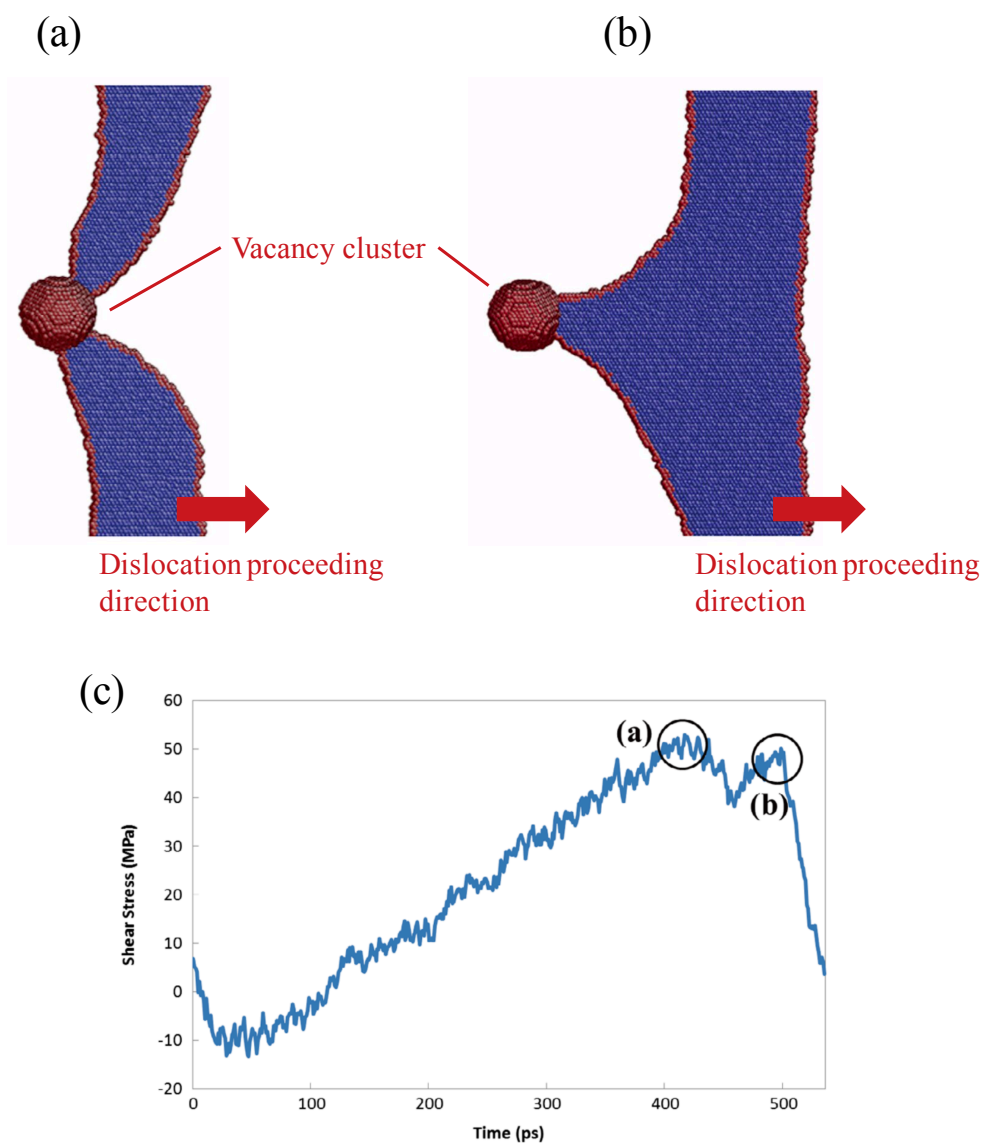 (a)
(b)
Vacancy cluster
Dislocation proceeding
direction
Dislocation proceeding
direction
(c)
60
50
40
30
20
10
0
-10
-20
Shear Stress (MPa)
(a)
(b)
0
100
200
300
400
500
Time (ps)